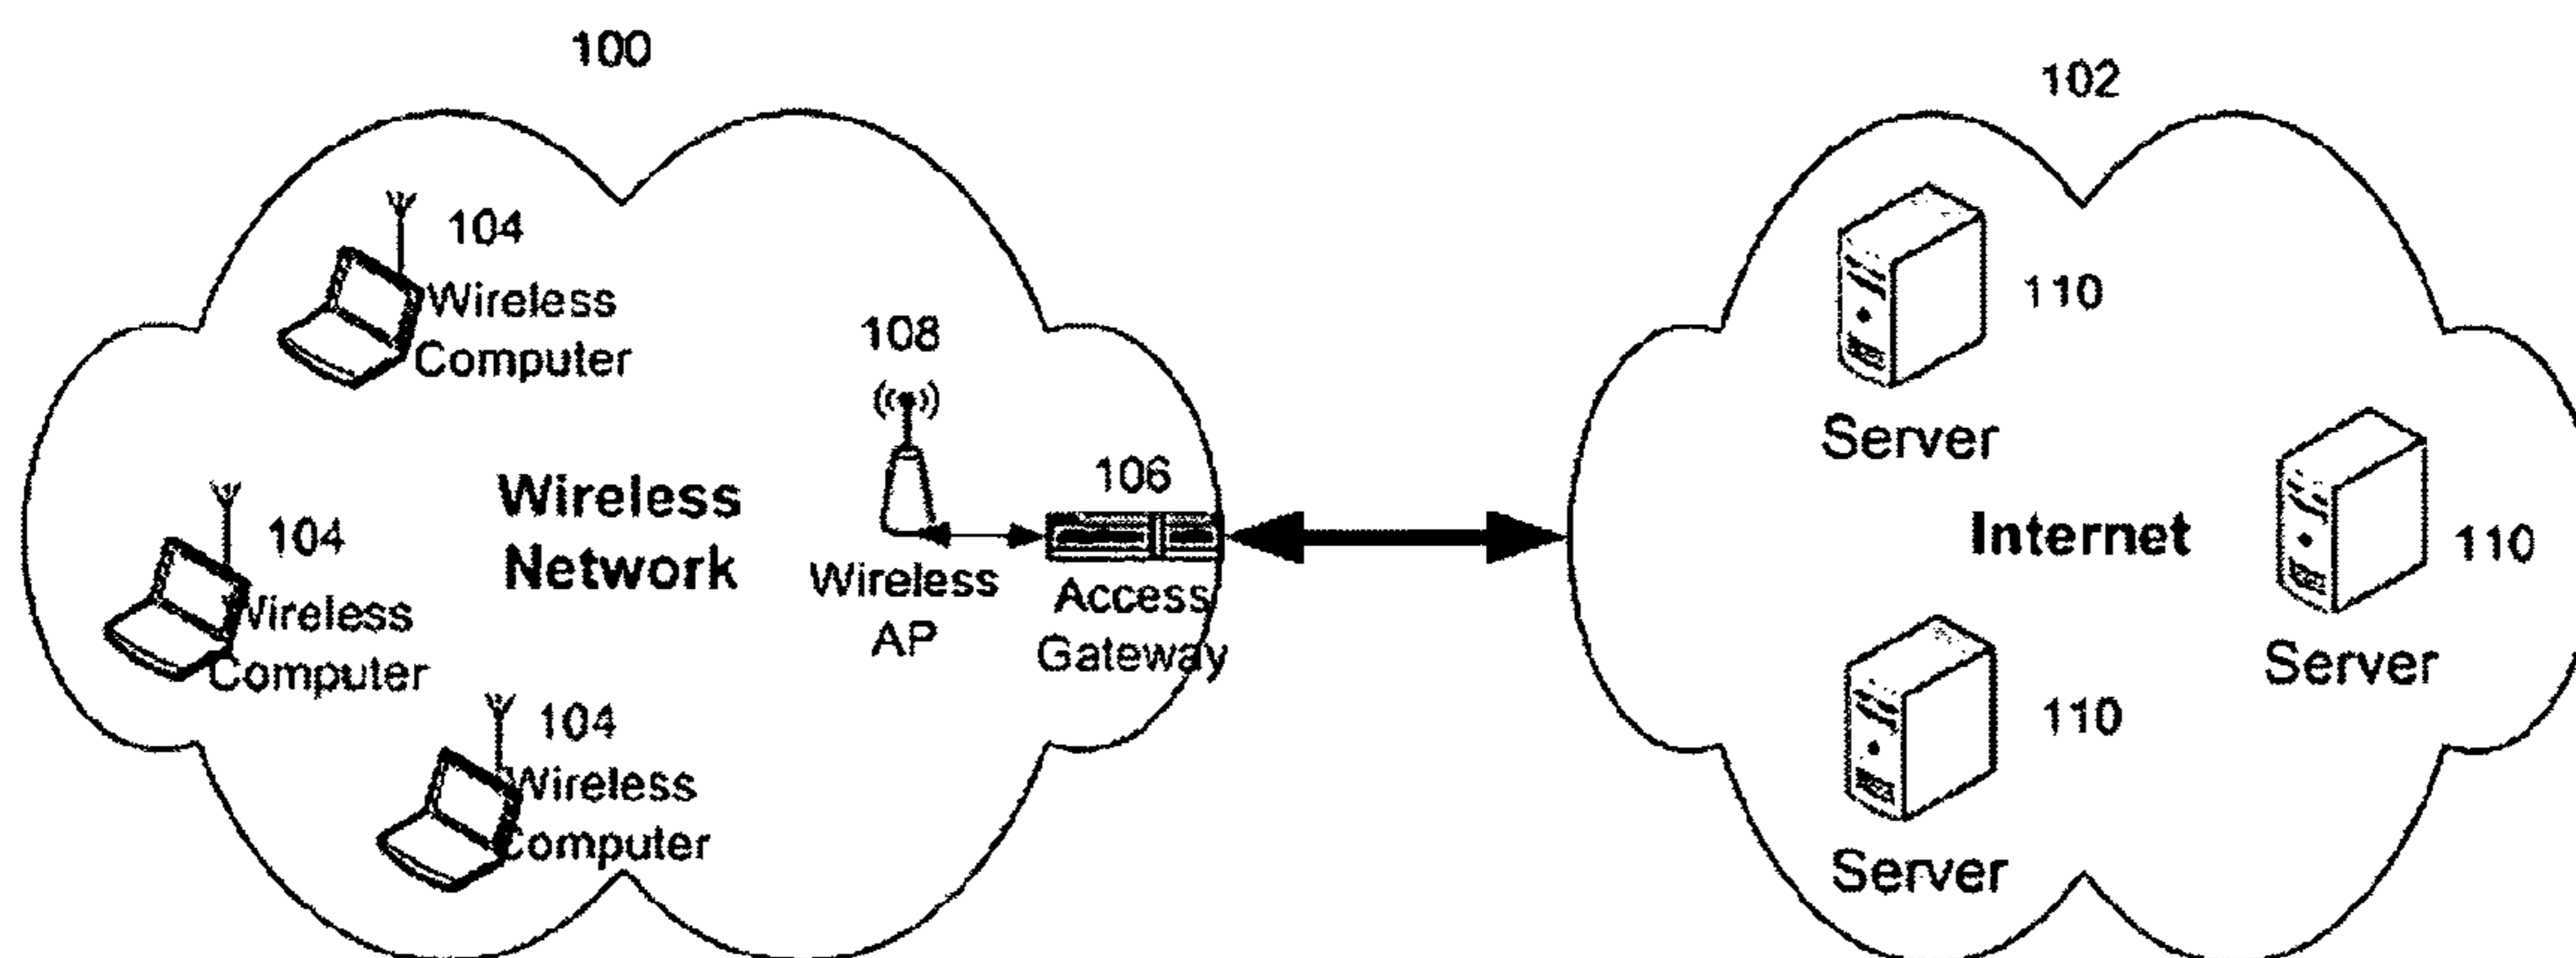 100
102
104
Wireless
Computer
108
Wireless
AP
106
Access
Gateway
Wireless
Network
104
Wireless
Computer
104
Wireless
Computer
110
Server
Internet
110
Server
110
Server